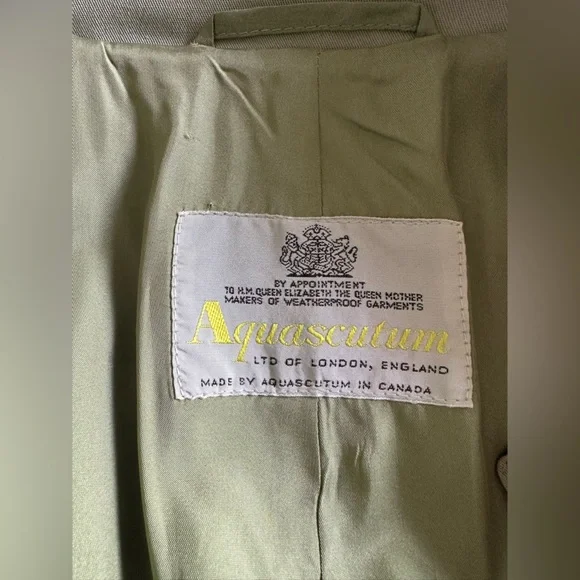 BY APPOINTMENT
TO H.M. QUEEN ELIZABETH THE QUEEN MOTHER
MAKERS OF WEATHERPROOF GARMENTS
Aquascutum
LTD OF LONDON, ENGLAND
MADE BY AQUASCUTUM IN CANADA